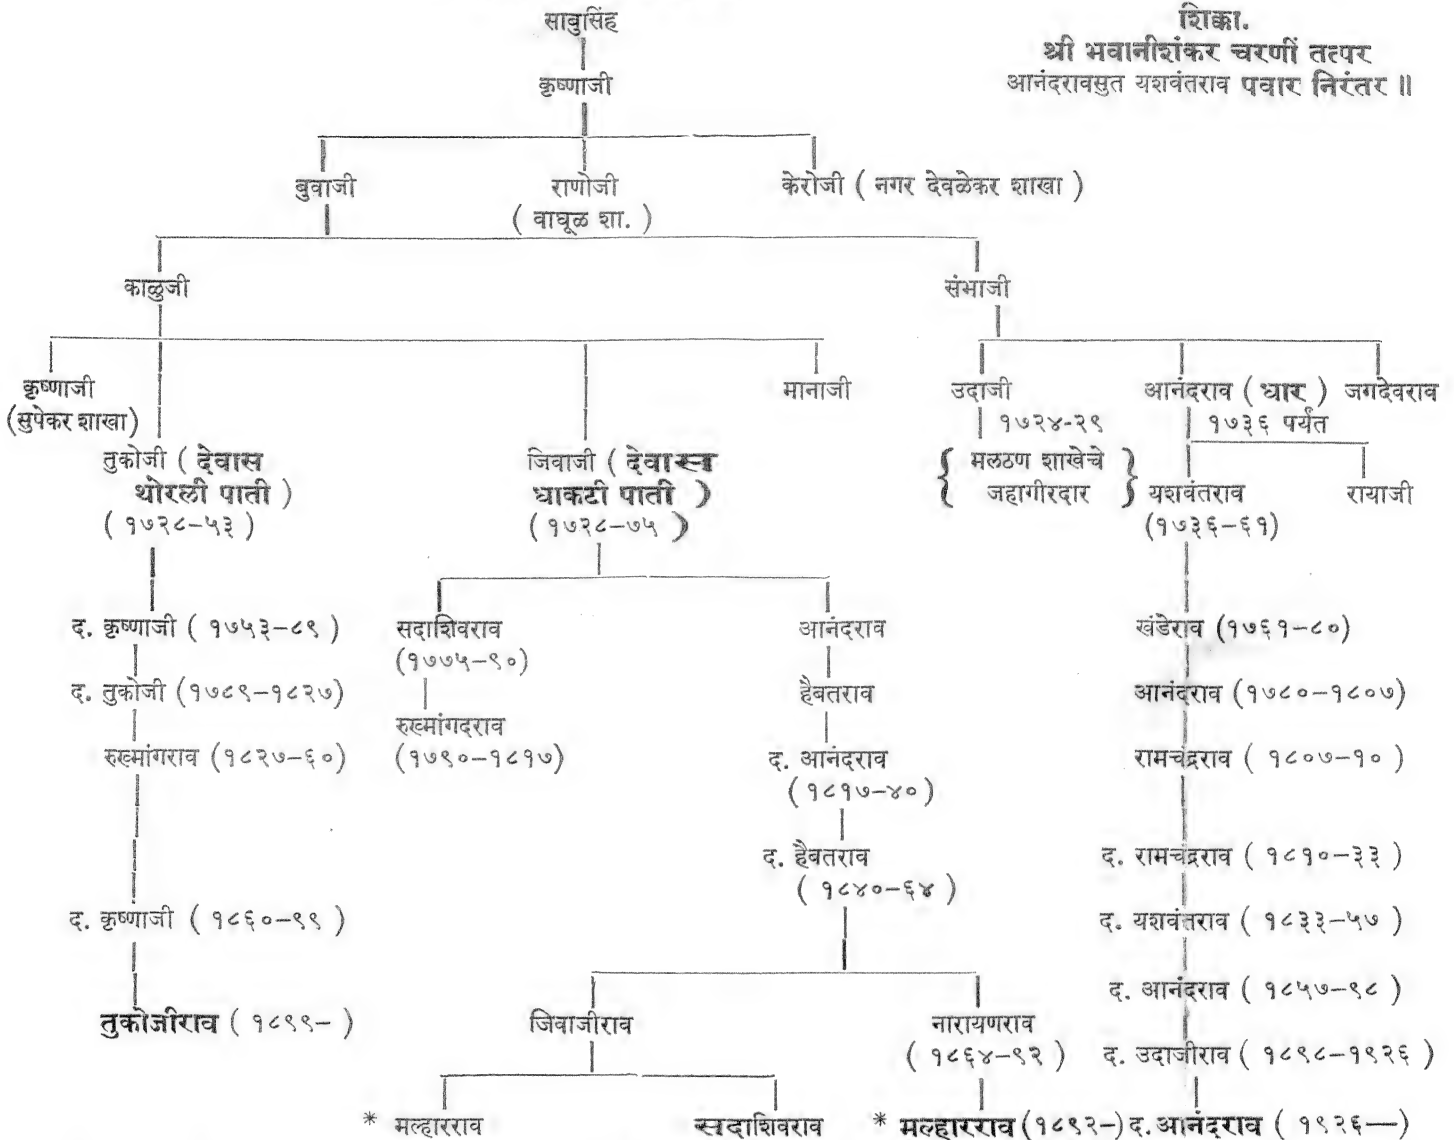 साबुसिंह
शिक्का.
श्री भवानीशंकर चरणीं तत्पर
आनंदरावसुत यशवंतराव पवार निरंतर ॥
कृष्णाजी
बुवाजी राणोजी केरोजी ( नगर देवळेकर शाखा )
( वाघूळ शा. )
काळुजी संभाजी
कृष्णाजी मानाजी उदाजी आनंदराव ( धार ) जगदेवराव
(सुपेकर शाखा) १७२४-२९ १७३६ पर्यंत
तुकोजी ( देवास जिवाजी ( देवास { मलठण शाखेचे }
थोरली पाती ) धाकटी पाती ) जहागीरदार यशवंतराव रायाजी
( १७२८-५३ ) ( १७२८-७५ ) (१७३६-६१)
द. कृष्णाजी ( १७५३-८९ ) सदाशिवराव आनंदराव खंडेराव (१७६१-८०)
(१७७५-९०)
द. तुकोजी (१७८९-१८२७) हैबतराव आनंदराव (१७८०-१८०७)
रुख्मांगदराव
रुख्मांगराव (१८२७-६०) (१७९०-१८१७) द. आनंदराव रामचंद्रराव ( १८०७-१० )
( १८१७-४० )
द. हैबतराव द. रामचंद्रराव ( १८१०-३३ )
( १८४०-६४ )
द. कृष्णाजी ( १८६०-९९ ) द. यशवंतराव ( १८३३-५७ )
द. आनंदराव ( १८५७-९८ )
तुकोजीराव ( १८९९- ) जिवाजीराव नारायणराव
( १८६४-९२ ) द. उदाजीराव ( १८९८-१९२६ )
* मल्हारराव सदाशिवराव * मल्हारराव (१८९२-) द. आनंदराव ( १९२६— )